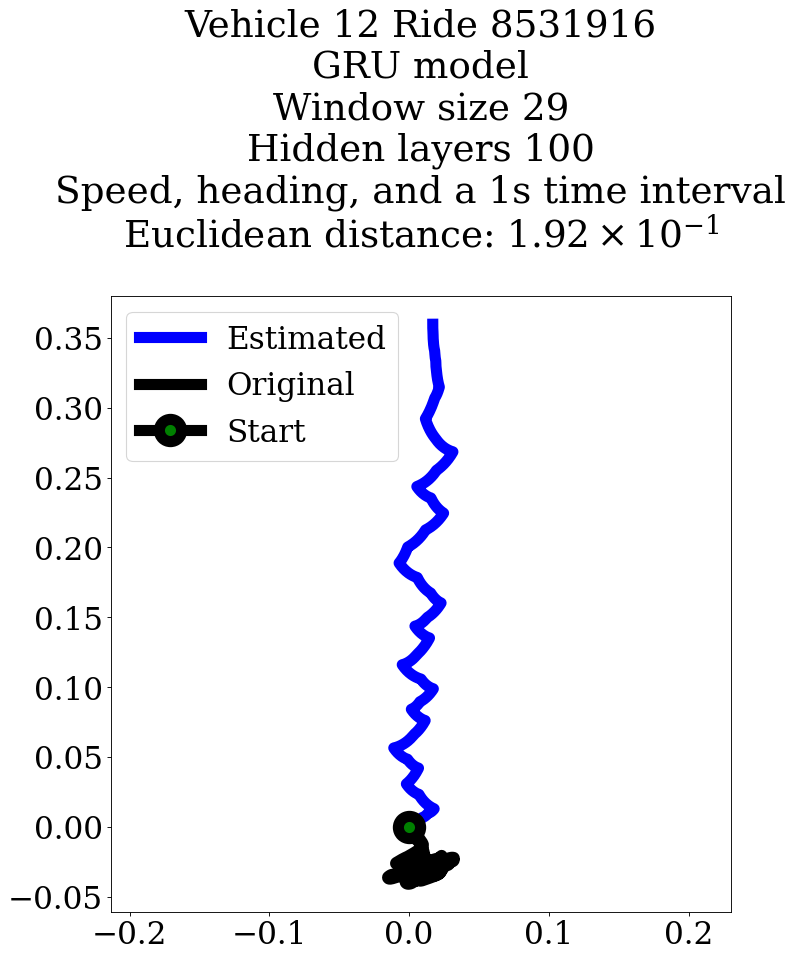 Vehicle 12 Ride 8531916
GRU model
Window size 29
Hidden layers 100
Speed, heading, and a 1s time interval
Euclidean distance: 1.92 × 10⁻¹
Estimated
Original
Start
0.35
0.30
0.25
0.20
0.15
0.10
0.05
0.00
−0.05
−0.2 −0.1 0.0 0.1 0.2